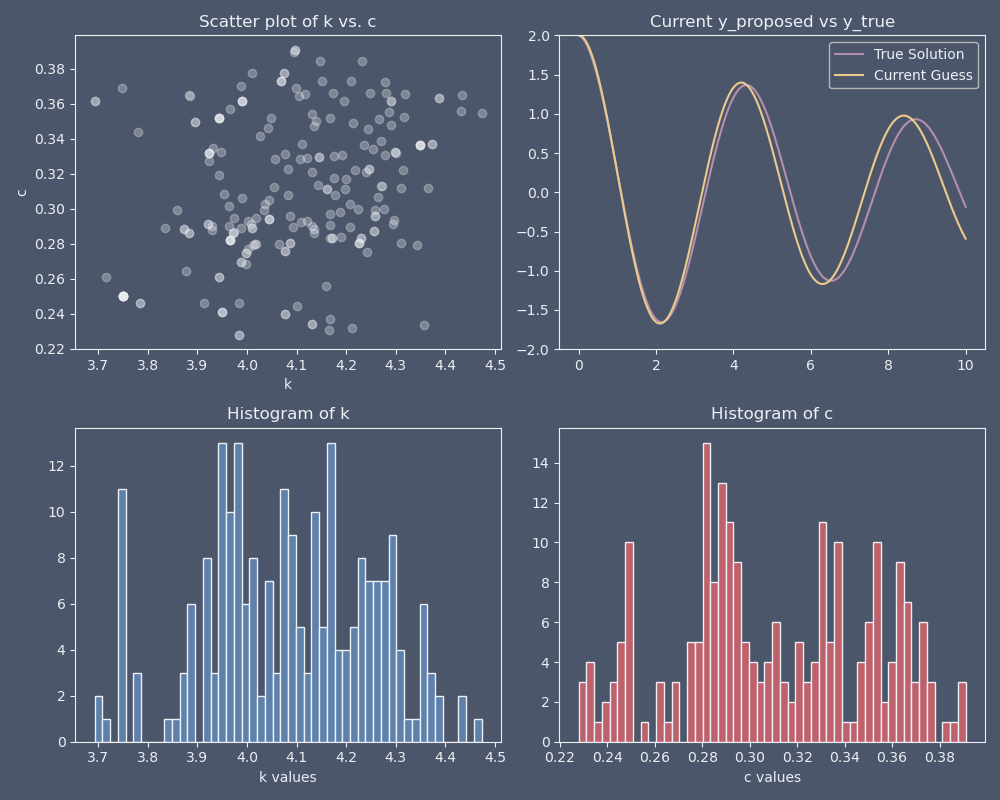 Scatter plot of k vs. c
0.38
0.36
0.34
0.32
0.30
0.28
0.26
0.24
0.22
c
3.7 3.8 3.9 4.0 4.1 4.2 4.3 4.4 4.5
k
Current y_proposed vs y_true
True Solution
Current Guess
2.0
1.5
1.0
0.5
0.0
−0.5
−1.0
−1.5
−2.0
0 2 4 6 8 10
Histogram of k
12
10
8
6
4
2
0
3.7 3.8 3.9 4.0 4.1 4.2 4.3 4.4 4.5
k values
Histogram of c
14
12
10
8
6
4
2
0
0.22 0.24 0.26 0.28 0.30 0.32 0.34 0.36 0.38
c values